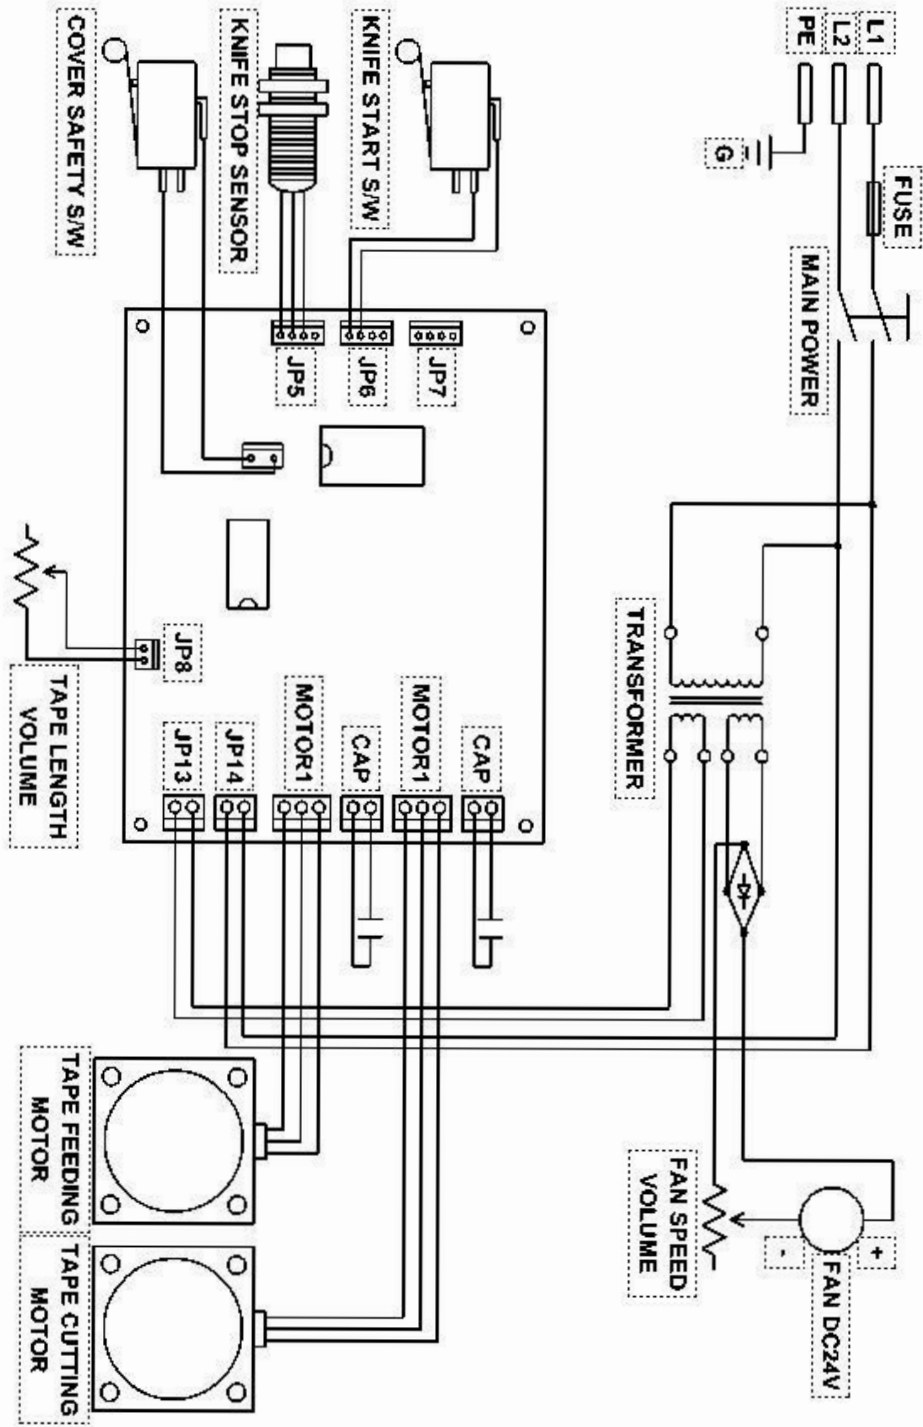 L1
L2
PE
G
FUSE
MAIN POWER
KNIFE START S/W
KNIFE STOP SENSOR
COVER SAFETY S/W
JP7
JP6
JP5
TRANSFORMER
JP8
TAPE LENGTH
VOLUME
CAP
MOTOR1
CAP
MOTOR1
JP14
JP13
FAN SPEED
VOLUME
+
-
FAN DC24V
TAPE FEEDING
MOTOR
TAPE CUTTING
MOTOR